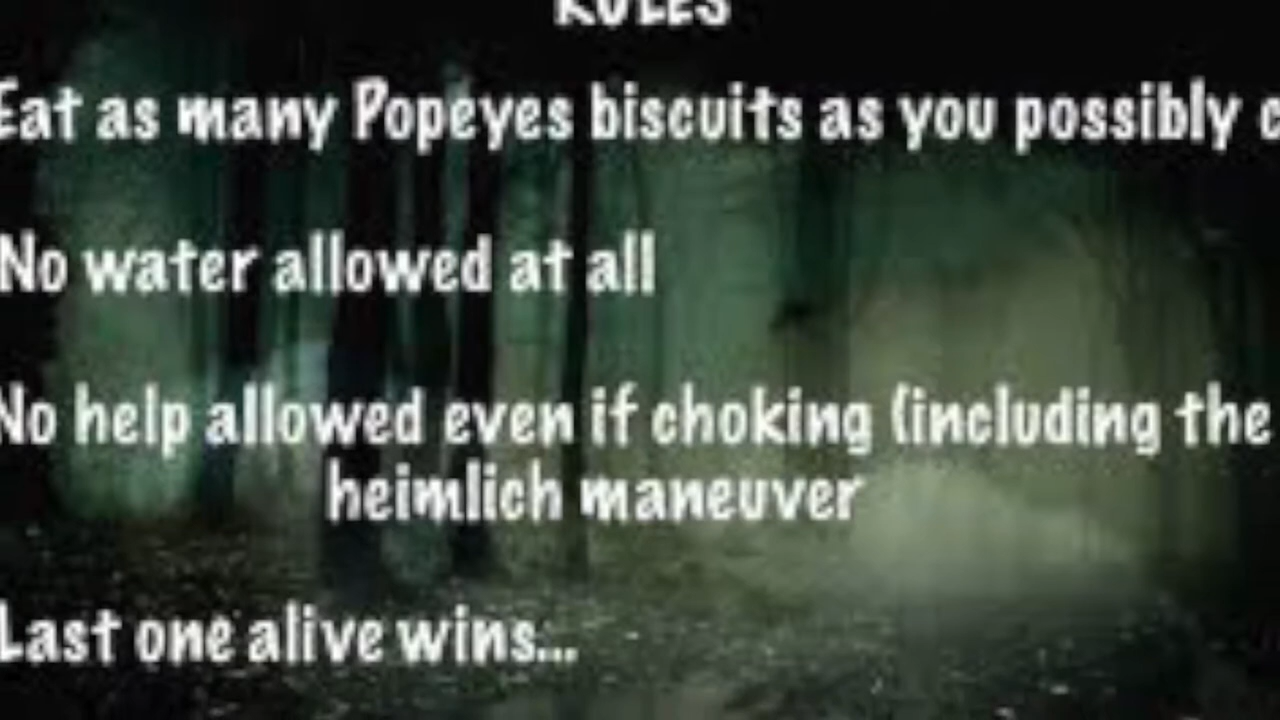 RULES
Eat as many Popeyes biscuits as you possibly c
No water allowed at all
No help allowed even if choking (including the
heimlich maneuver
Last one alive wins...